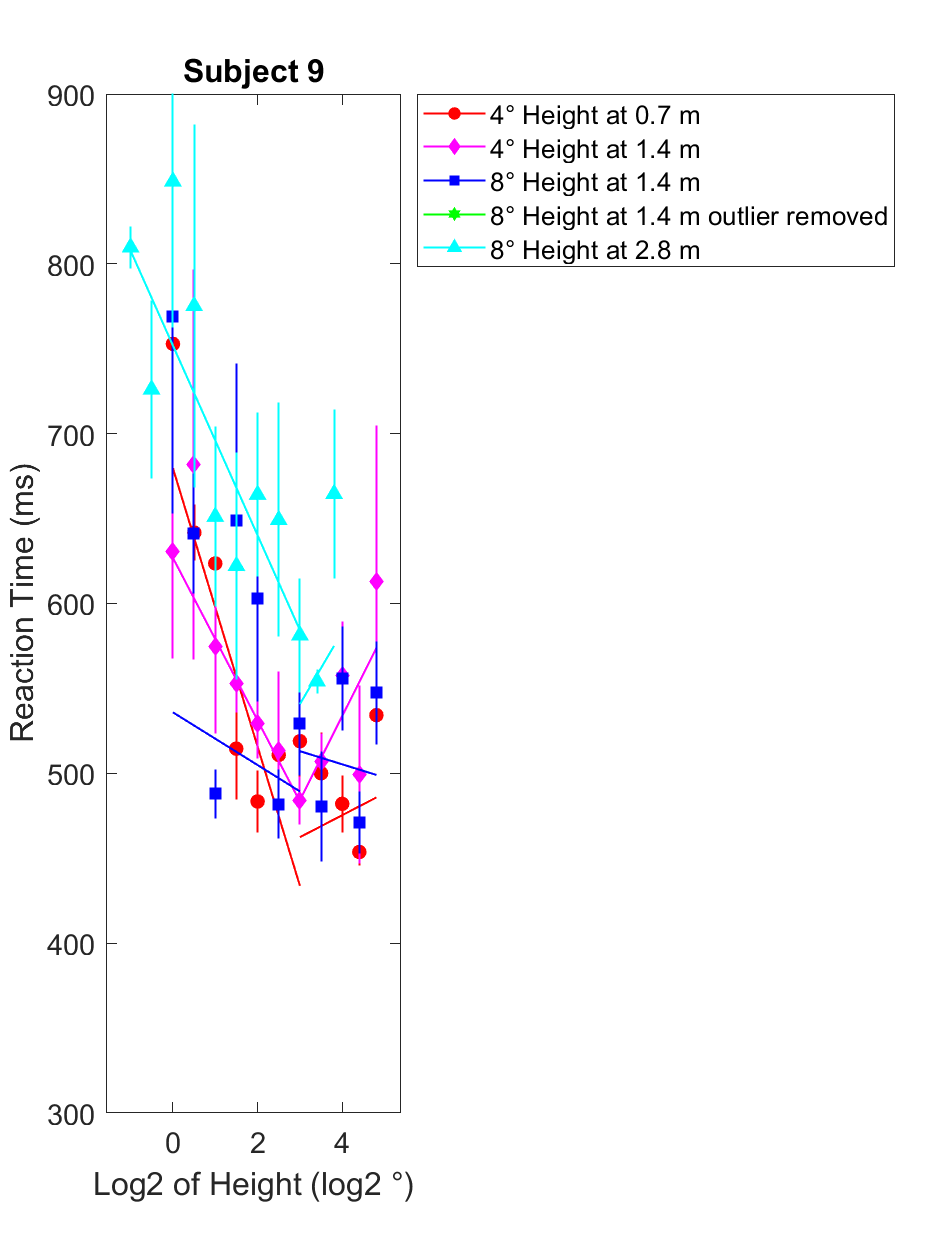 Subject 9
900
800
700
600
500
400
300
Reaction Time (ms)
0 2 4
Log2 of Height (log2 °)
4° Height at 0.7 m
4° Height at 1.4 m
8° Height at 1.4 m
8° Height at 1.4 m outlier removed
8° Height at 2.8 m